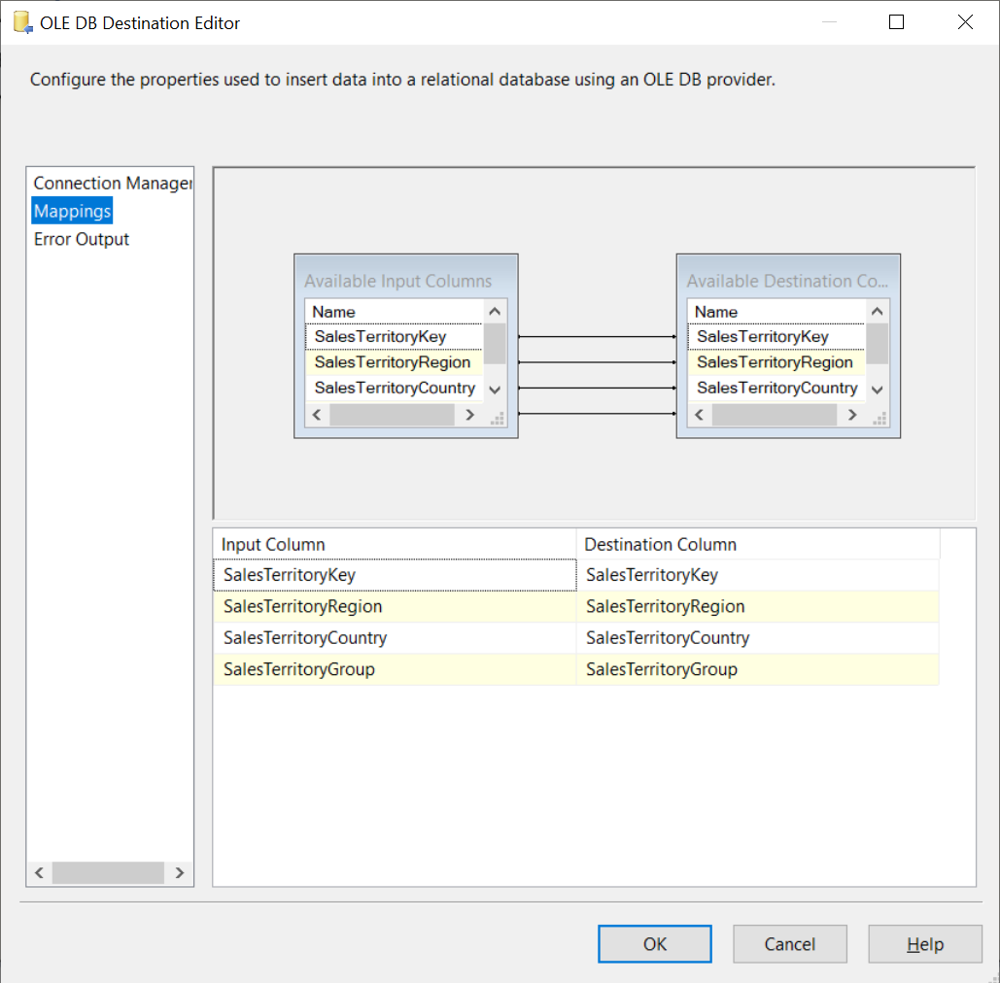 OLE DB Destination Editor
Configure the properties used to insert data into a relational database using an OLE DB provider.
Connection Manager
Mappings
Error Output
Available Input Columns
Name
SalesTerritoryKey
SalesTerritoryRegion
SalesTerritoryCountry
Available Destination Co...
Name
SalesTerritoryKey
SalesTerritoryRegion
SalesTerritoryCountry
Input Column Destination Column
SalesTerritoryKey SalesTerritoryKey
SalesTerritoryRegion SalesTerritoryRegion
SalesTerritoryCountry SalesTerritoryCountry
SalesTerritoryGroup SalesTerritoryGroup
OK Cancel Help